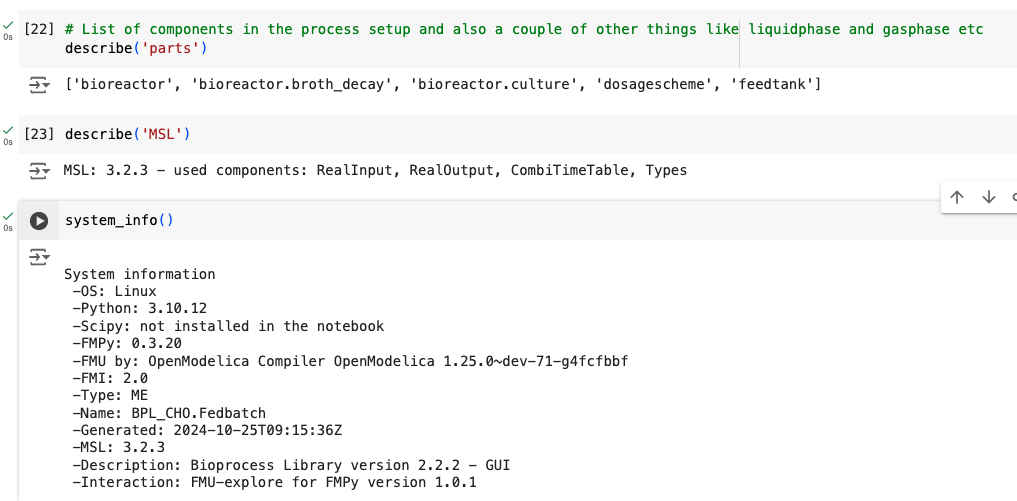 [22] # List of components in the process setup and also a couple of other things like liquidphase and gasphase etc
0s
describe('parts')
['bioreactor', 'bioreactor.broth_decay', 'bioreactor.culture', 'dosagescheme', 'feedtank']
[23] describe('MSL')
0s
MSL: 3.2.3 – used components: RealInput, RealOutput, CombiTimeTable, Types
system_info()
0s
System information
-OS: Linux
-Python: 3.10.12
-Scipy: not installed in the notebook
-FMPy: 0.3.20
-FMU by: OpenModelica Compiler OpenModelica 1.25.0~dev-71-g4fcfbbf
-FMI: 2.0
-Type: ME
-Name: BPL_CHO.Fedbatch
-Generated: 2024-10-25T09:15:36Z
-MSL: 3.2.3
-Description: Bioprocess Library version 2.2.2 – GUI
-Interaction: FMU-explore for FMPy version 1.0.1